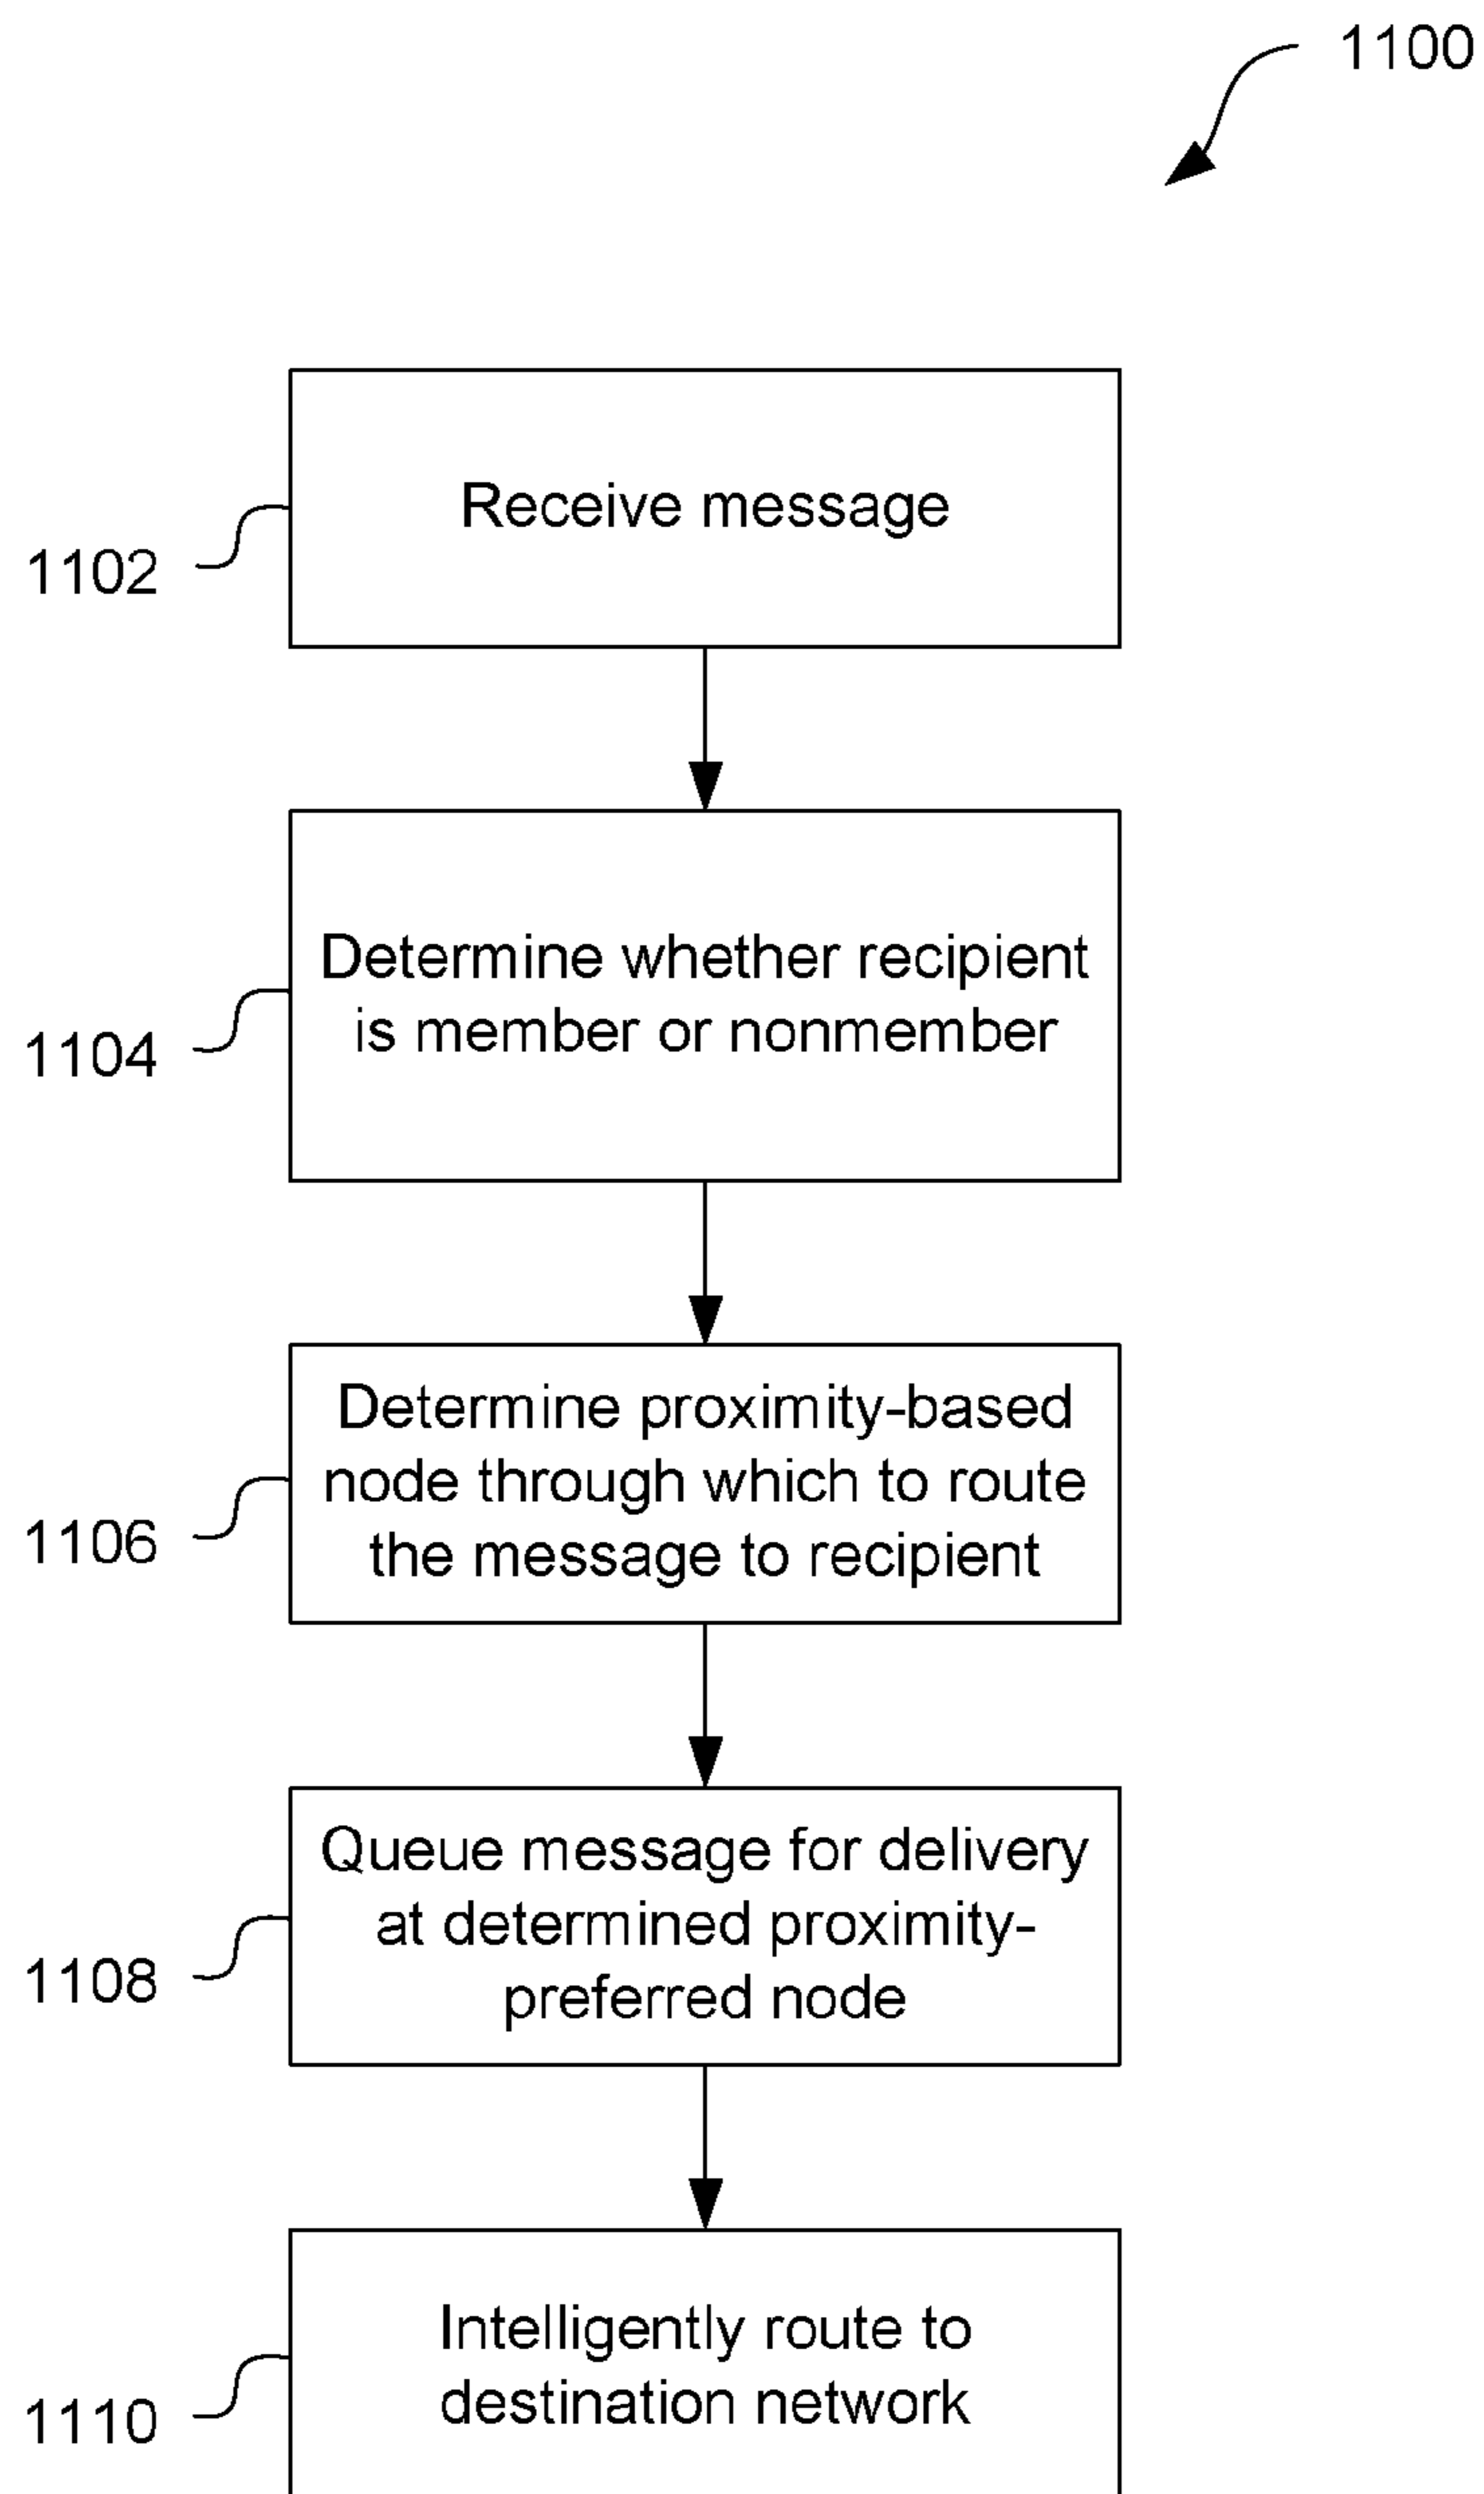 1100
Receive message
1102
Determine whether recipient
is member or nonmember
1104
Determine proximity-based
node through which to route
the message to recipient
1106
Queue message for delivery
at determined proximity-
preferred node
1108
Intelligently route to
destination network
1110